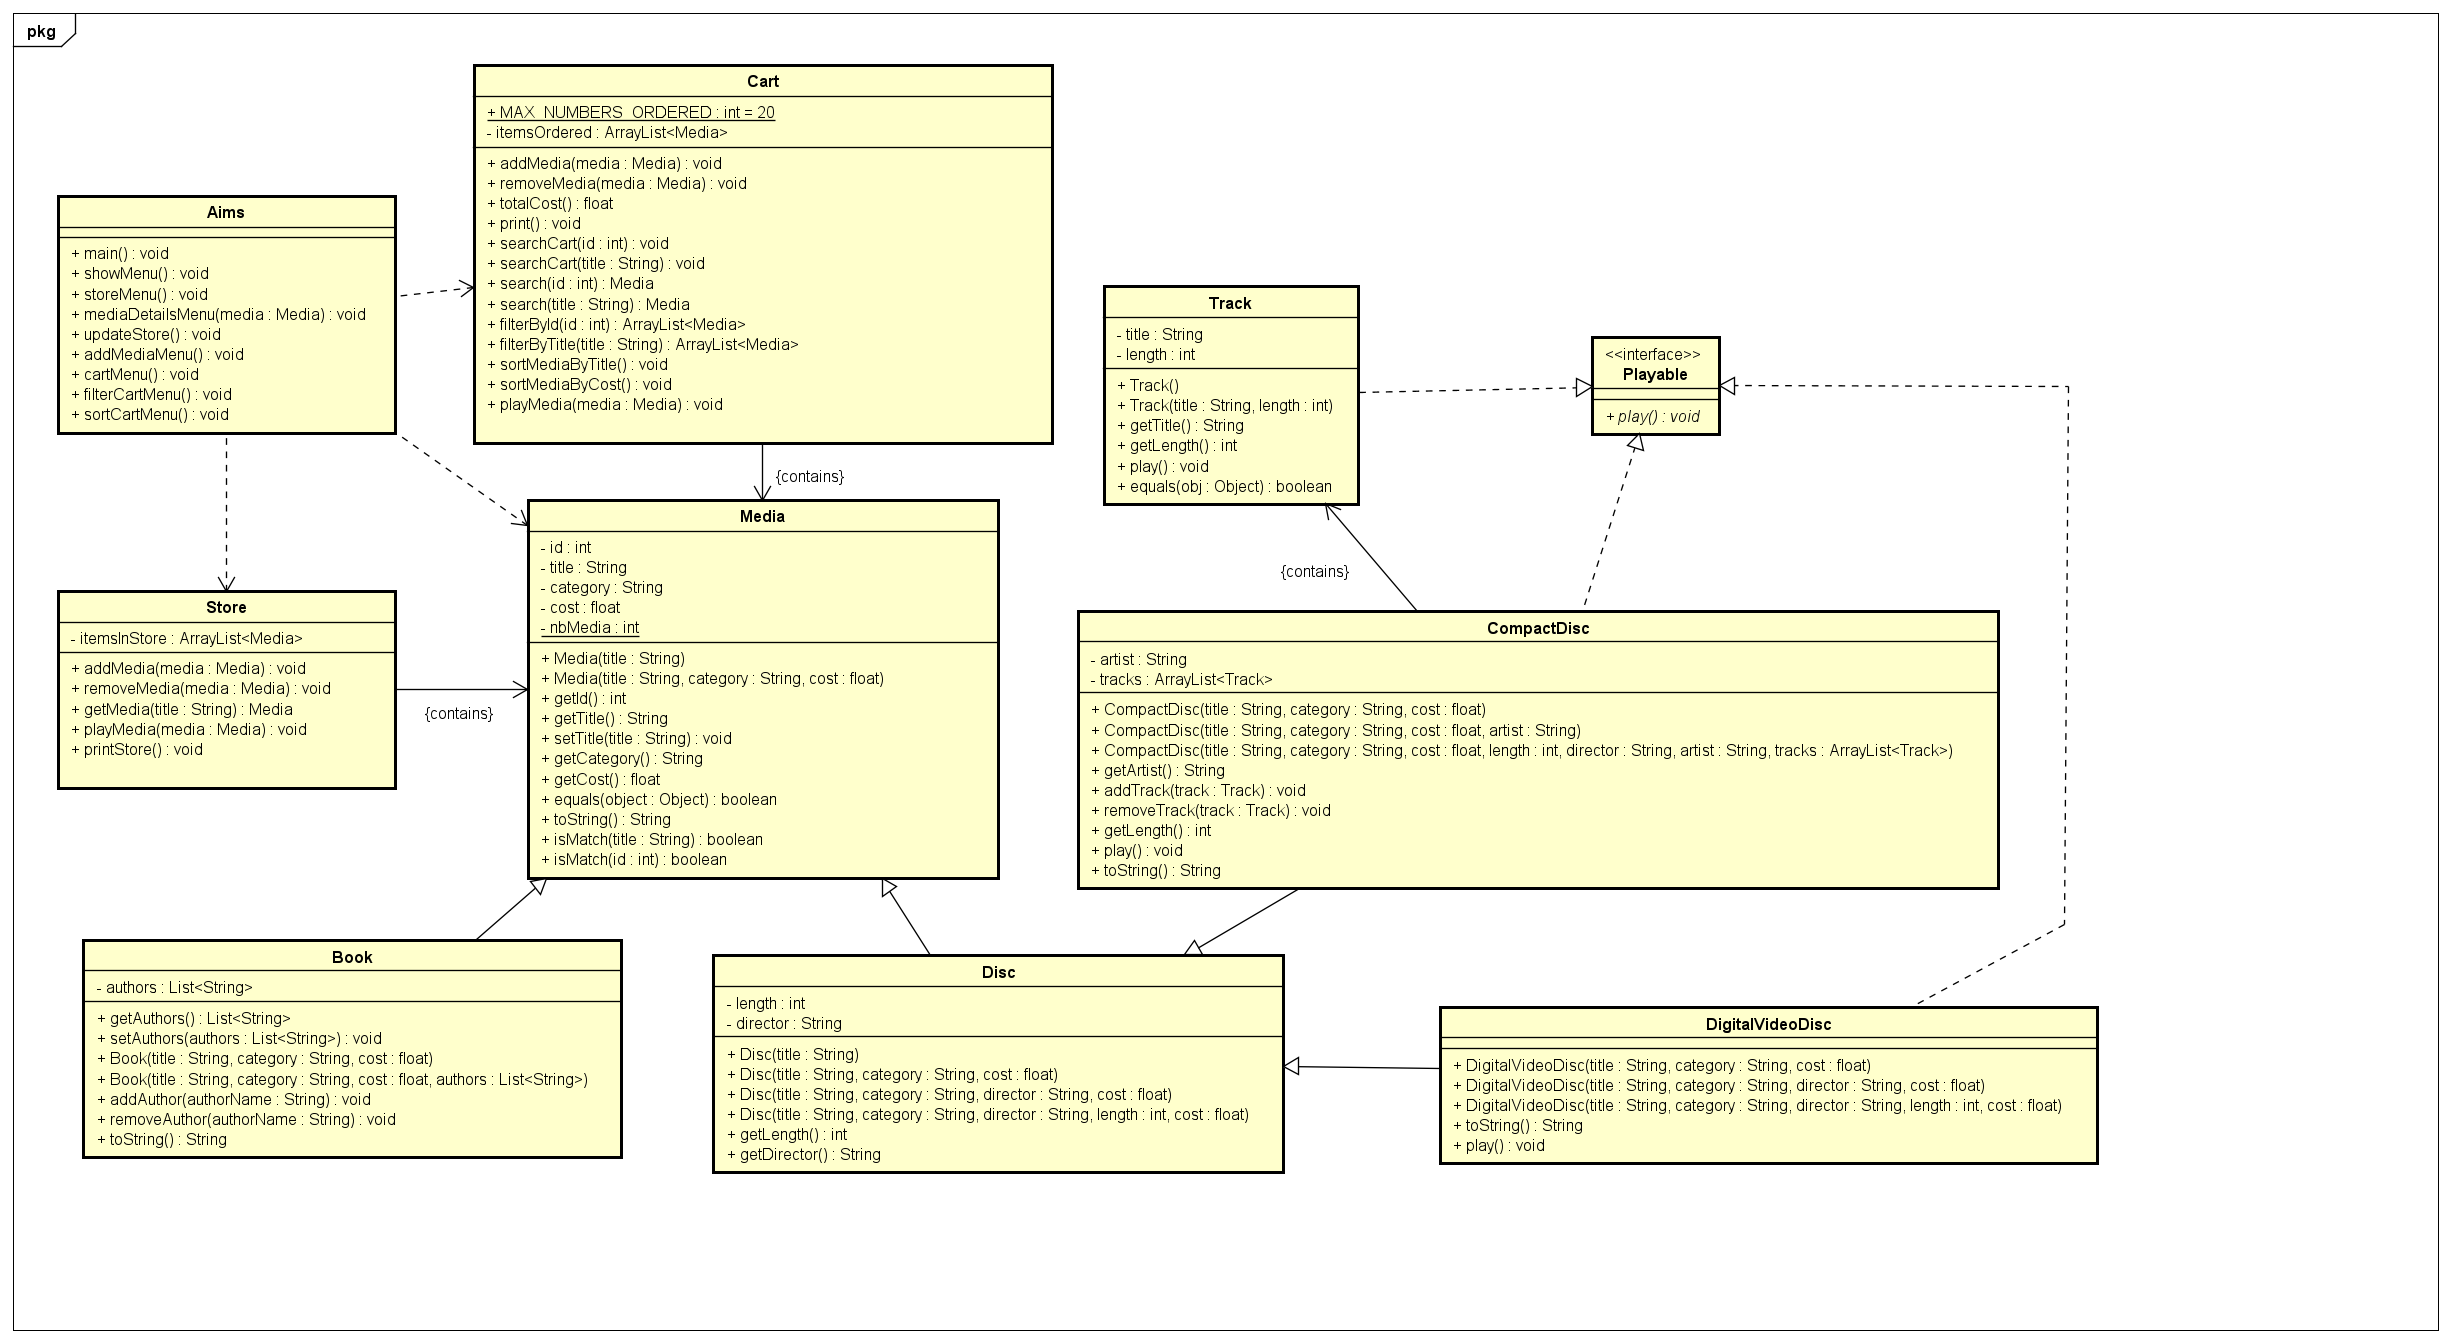 pkg
Cart
+ MAX_NUMBERS_ORDERED : int = 20
- itemsOrdered : ArrayList<Media>
+ addMedia(media : Media) : void
+ removeMedia(media : Media) : void
+ totalCost() : float
+ print() : void
+ searchCart(id : int) : void
+ searchCart(title : String) : void
+ search(id : int) : Media
+ search(title : String) : Media
+ filterById(id : int) : ArrayList<Media>
+ filterByTitle(title : String) : ArrayList<Media>
+ sortMediaByTitle() : void
+ sortMediaByCost() : void
+ playMedia(media : Media) : void
Aims
+ main() : void
+ showMenu() : void
+ storeMenu() : void
+ mediaDetailsMenu(media : Media) : void
+ updateStore() : void
+ addMediaMenu() : void
+ cartMenu() : void
+ filterCartMenu() : void
+ sortCartMenu() : void
Track
- title : String
- length : int
+ Track()
+ Track(title : String, length : int)
+ getTitle() : String
+ getLength() : int
+ play() : void
+ equals(obj : Object) : boolean
<<interface>>
Playable
+ play() : void
{contains}
Media
- id : int
- title : String
- category : String
- cost : float
- nbMedia : int
+ Media(title : String)
+ Media(title : String, category : String, cost : float)
+ getId() : int
+ getTitle() : String
+ setTitle(title : String) : void
+ getCategory() : String
+ getCost() : float
+ equals(object : Object) : boolean
+ toString() : String
+ isMatch(title : String) : boolean
+ isMatch(id : int) : boolean
{contains}
Store
- itemsInStore : ArrayList<Media>
+ addMedia(media : Media) : void
+ removeMedia(media : Media) : void
+ getMedia(title : String) : Media
+ playMedia(media : Media) : void
+ printStore() : void
{contains}
CompactDisc
- artist : String
- tracks : ArrayList<Track>
+ CompactDisc(title : String, category : String, cost : float)
+ CompactDisc(title : String, category : String, cost : float, artist : String)
+ CompactDisc(title : String, category : String, cost : float, length : int, director : String, artist : String, tracks : ArrayList<Track>)
+ getArtist() : String
+ addTrack(track : Track) : void
+ removeTrack(track : Track) : void
+ getLength() : int
+ play() : void
+ toString() : String
Book
- authors : List<String>
+ getAuthors() : List<String>
+ setAuthors(authors : List<String>) : void
+ Book(title : String, category : String, cost : float)
+ Book(title : String, category : String, cost : float, authors : List<String>)
+ addAuthor(authorName : String) : void
+ removeAuthor(authorName : String) : void
+ toString() : String
Disc
- length : int
- director : String
+ Disc(title : String)
+ Disc(title : String, category : String, cost : float)
+ Disc(title : String, category : String, director : String, cost : float)
+ Disc(title : String, category : String, director : String, length : int, cost : float)
+ getLength() : int
+ getDirector() : String
DigitalVideoDisc
+ DigitalVideoDisc(title : String, category : String, cost : float)
+ DigitalVideoDisc(title : String, category : String, director : String, cost : float)
+ DigitalVideoDisc(title : String, category : String, director : String, length : int, cost : float)
+ toString() : String
+ play() : void